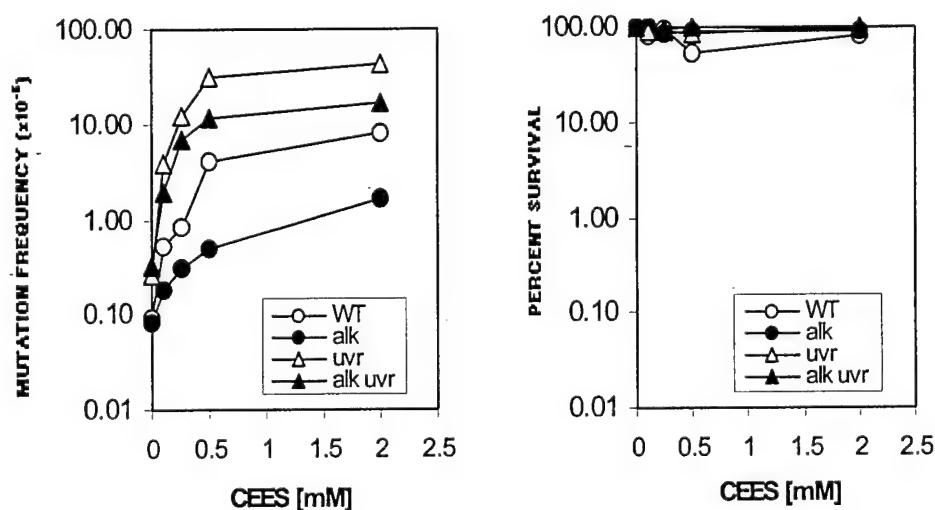 MUTATION FREQUENCY (x10⁻⁵)
100.00
10.00
1.00
0.10
0.01
WT
alk
uvr
alk uvr
0 0.5 1 1.5 2 2.5
CEES [mM]
PERCENT SURVIVAL
100.00
10.00
1.00
0.10
0.01
WT
alk
uvr
alk uvr
0 0.5 1 1.5 2 2.5
CEES [mM]